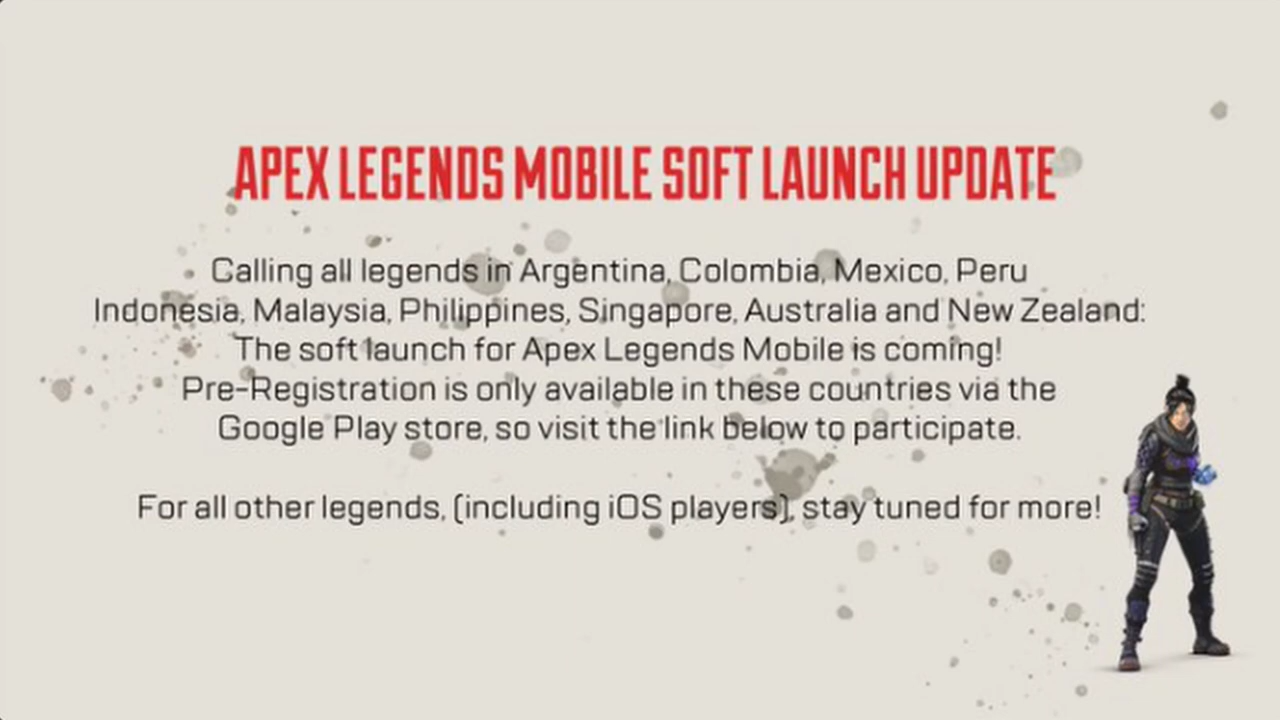 APEX LEGENDS MOBILE SOFT LAUNCH UPDATE
Calling all legends in Argentina, Colombia, Mexico, Peru
Indonesia, Malaysia, Philippines, Singapore, Australia and New Zealand:
The soft launch for Apex Legends Mobile is coming!
Pre-Registration is only available in these countries via the
Google Play store, so visit the link below to participate.
For all other legends, (including iOS players), stay tuned for more!